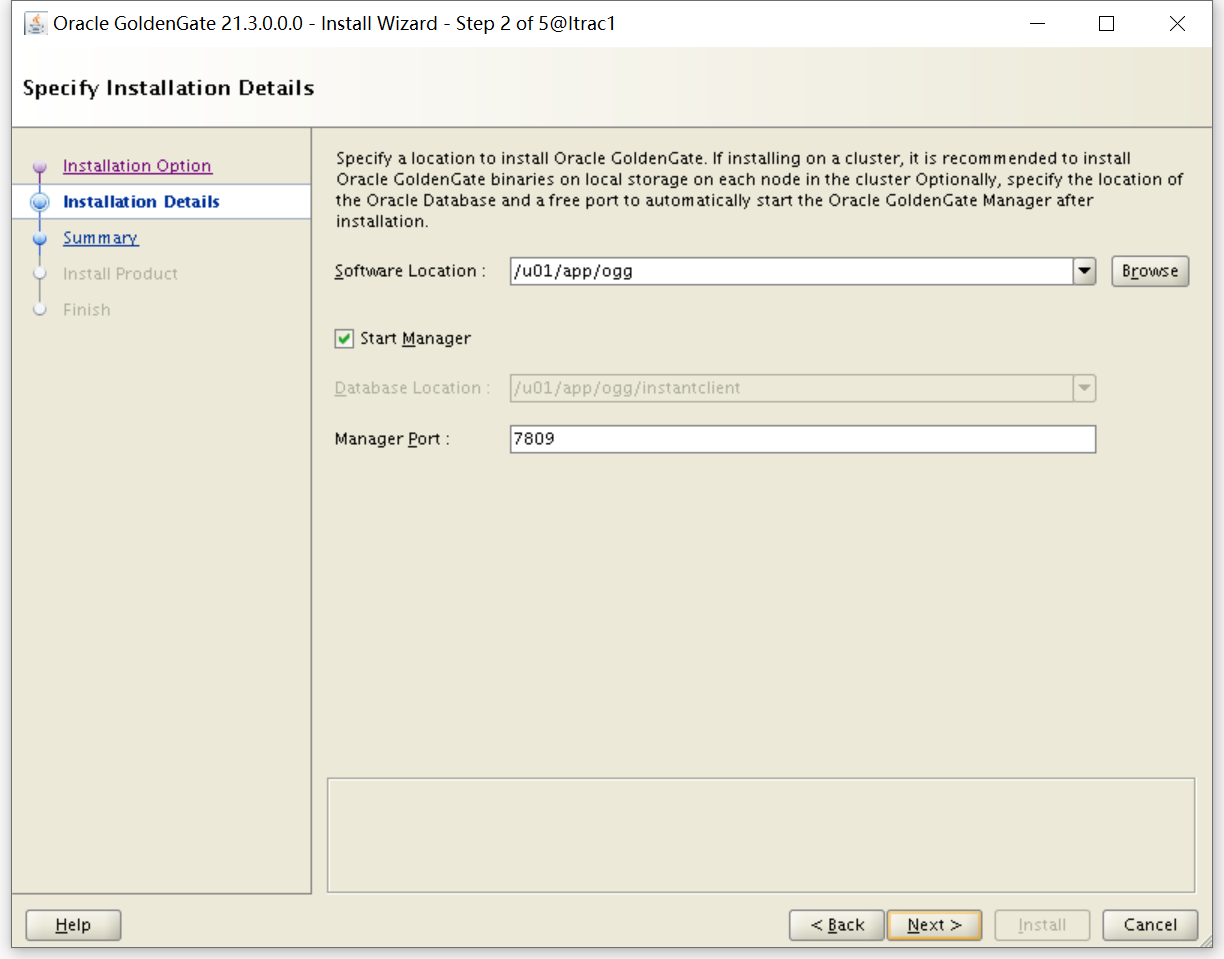 Oracle GoldenGate 21.3.0.0.0 - Install Wizard - Step 2 of 5@ltrac1
Specify Installation Details
Installation Option
Installation Details
Summary
Install Product
Finish
Specify a location to install Oracle GoldenGate. If installing on a cluster, it is recommended to install
Oracle GoldenGate binaries on local storage on each node in the cluster Optionally, specify the location of
the Oracle Database and a free port to automatically start the Oracle GoldenGate Manager after
installation.
Software Location : /u01/app/ogg Browse
Start Manager
Database Location : /u01/app/ogg/instantclient
Manager Port : 7809
Help < Back Next > Install Cancel